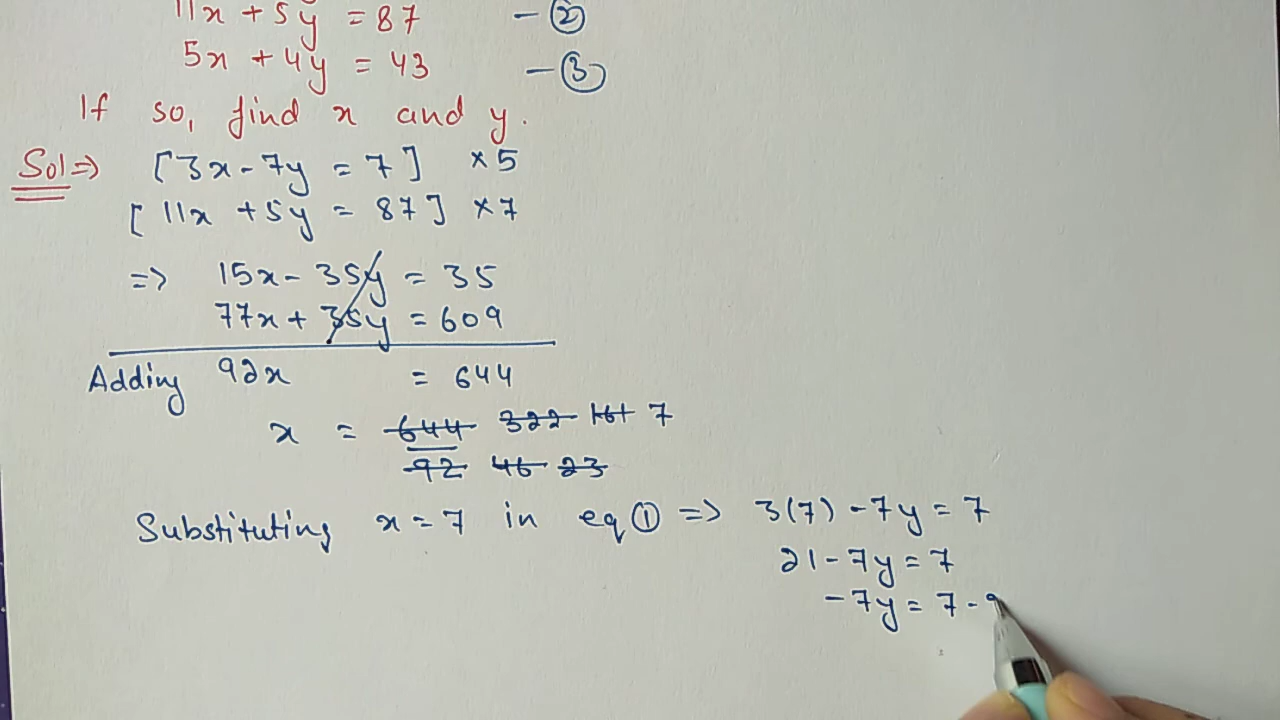 11x + 5y = 87 - ②
5x + 4y = 43 - ③
If so, find x and y.
Sol⇒ [3x - 7y = 7] × 5
[11x + 5y = 87] × 7
⇒ 15x - 35y = 35
77x + 35y = 609
Adding 92x = 644
x = 644 322 161 7
92 46 23
Substituting x = 7 in eq ① ⇒ 3(7) - 7y = 7
21 - 7y = 7
-7y = 7 -